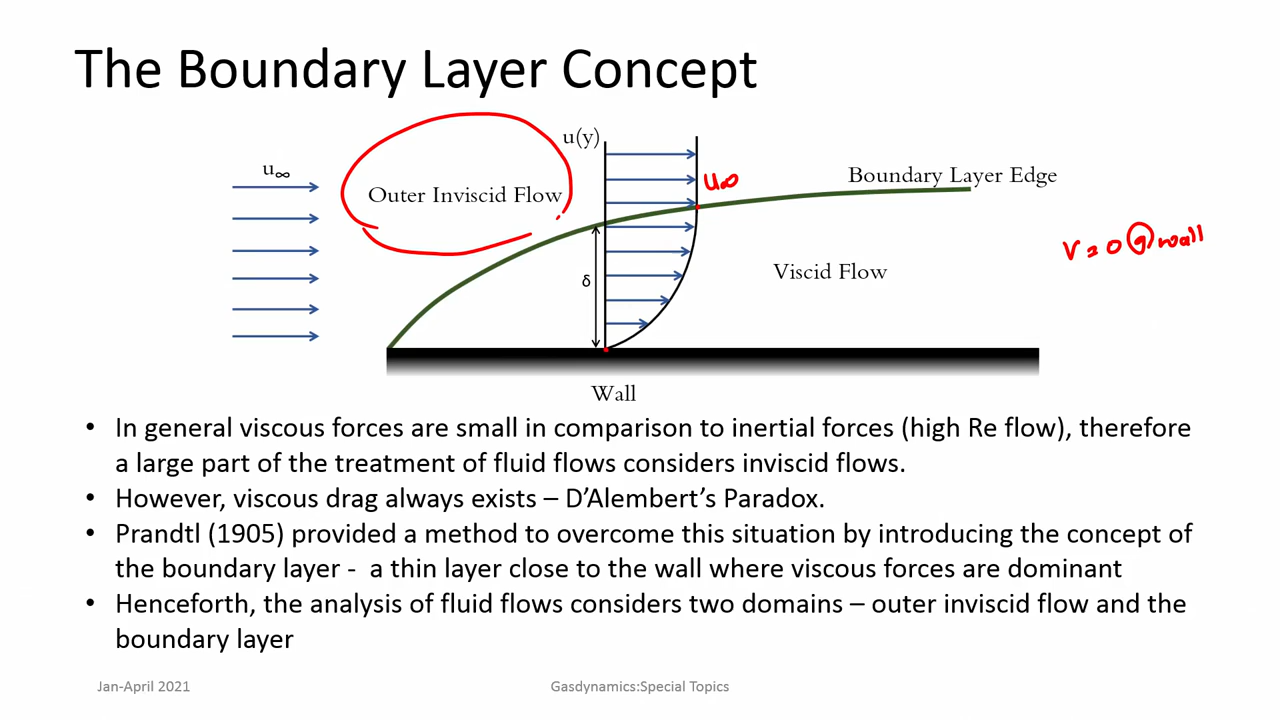 The Boundary Layer Concept
u(y)
u∞
Outer Inviscid Flow
u∞
Boundary Layer Edge
V = 0 @ wall
δ
Viscid Flow
Wall
• In general viscous forces are small in comparison to inertial forces (high Re flow), therefore
a large part of the treatment of fluid flows considers inviscid flows.
• However, viscous drag always exists – D’Alembert’s Paradox.
• Prandtl (1905) provided a method to overcome this situation by introducing the concept of
the boundary layer - a thin layer close to the wall where viscous forces are dominant
• Henceforth, the analysis of fluid flows considers two domains – outer inviscid flow and the
boundary layer
Jan-April 2021
Gasdynamics:Special Topics